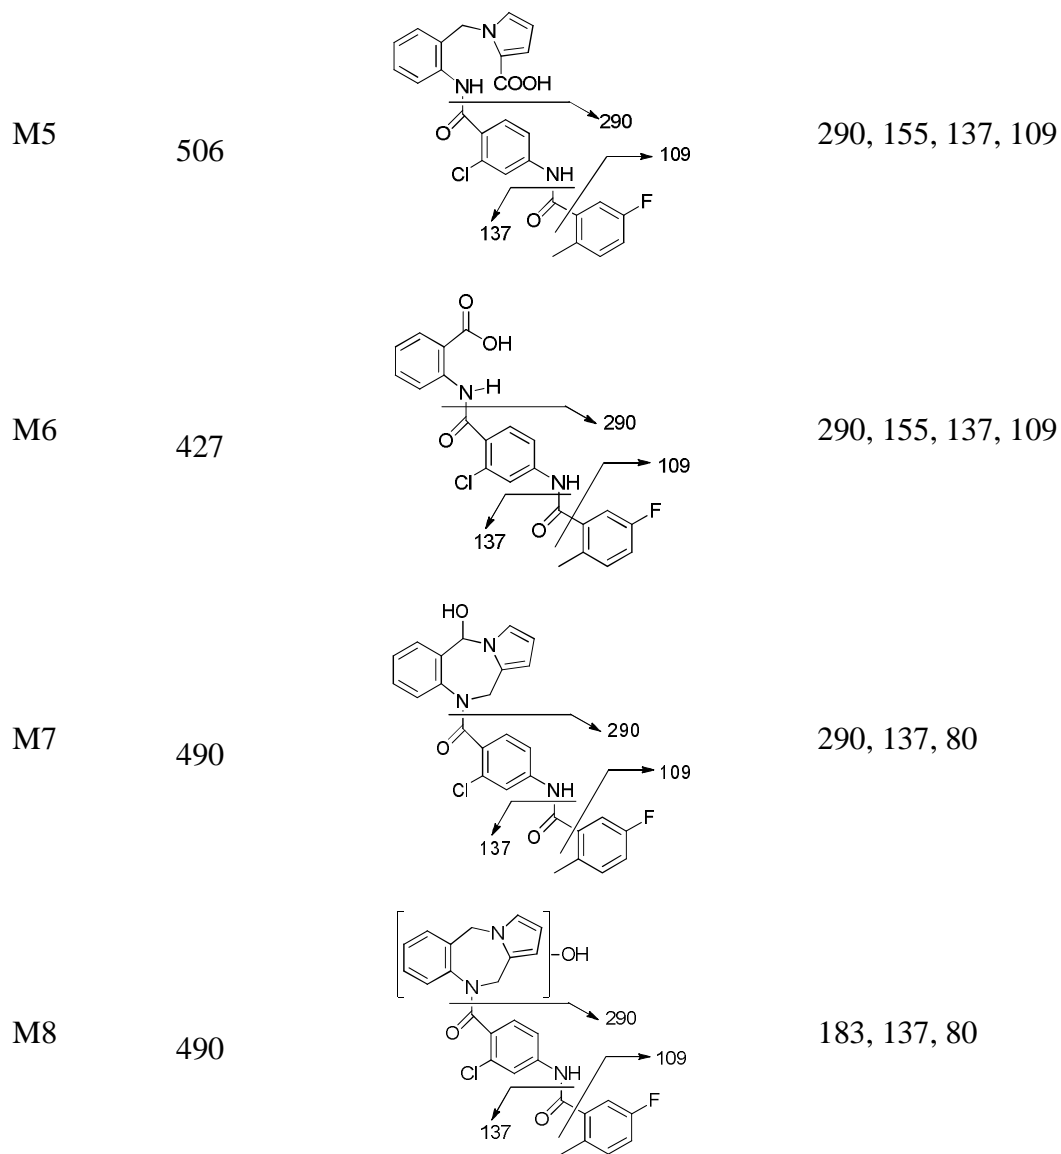 N
NH
COOH
O
290
M5
506
290, 155, 137, 109
109
Cl
NH
137
O
F
O
OH
N-H
290
M6
427
290, 155, 137, 109
O
109
Cl
NH
137
O
F
HO
N
N
290
M7
490
290, 137, 80
O
109
Cl
NH
137
O
F
N
-OH
N
290
M8
490
183, 137, 80
O
109
Cl
NH
137
O
F